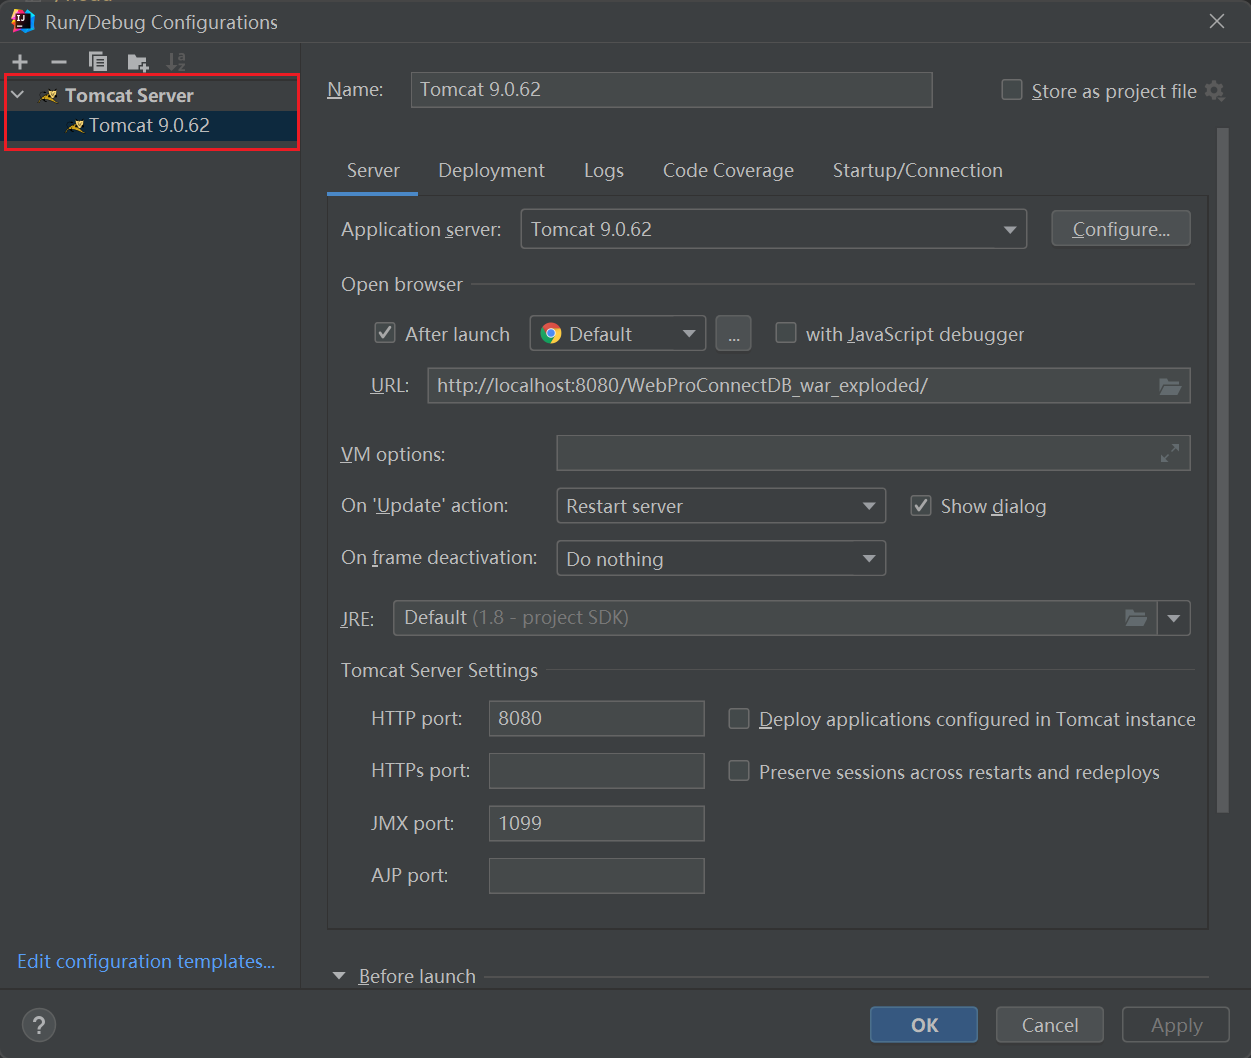 Run/Debug Configurations
Tomcat Server
Tomcat 9.0.62
Name: Tomcat 9.0.62 Store as project file
Server Deployment Logs Code Coverage Startup/Connection
Application server: Tomcat 9.0.62 Configure...
Open browser
After launch Default ... with JavaScript debugger
URL: http://localhost:8080/WebProConnectDB_war_exploded/
VM options:
On 'Update' action: Restart server Show dialog
On frame deactivation: Do nothing
JRE: Default (1.8 - project SDK)
Tomcat Server Settings
HTTP port: 8080 Deploy applications configured in Tomcat instance
HTTPs port: Preserve sessions across restarts and redeploys
JMX port: 1099
AJP port:
Edit configuration templates...
Before launch
? OK Cancel Apply